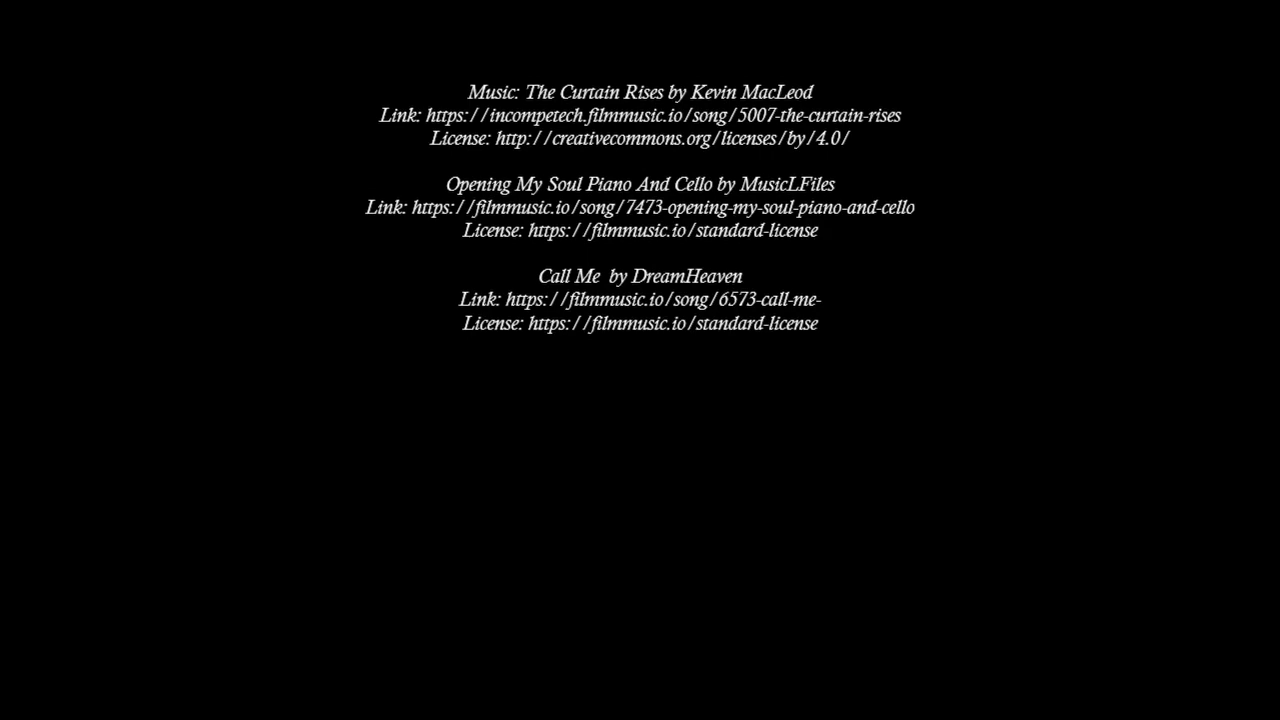 Music: The Curtain Rises by Kevin MacLeod
Link: https://incompetech.filmmusic.io/song/5007-the-curtain-rises
License: http://creativecommons.org/licenses/by/4.0/
Opening My Soul Piano And Cello by MusicLFiles
Link: https://filmmusic.io/song/7473-opening-my-soul-piano-and-cello
License: https://filmmusic.io/standard-license
Call Me  by DreamHeaven
Link: https://filmmusic.io/song/6573-call-me-
License: https://filmmusic.io/standard-license